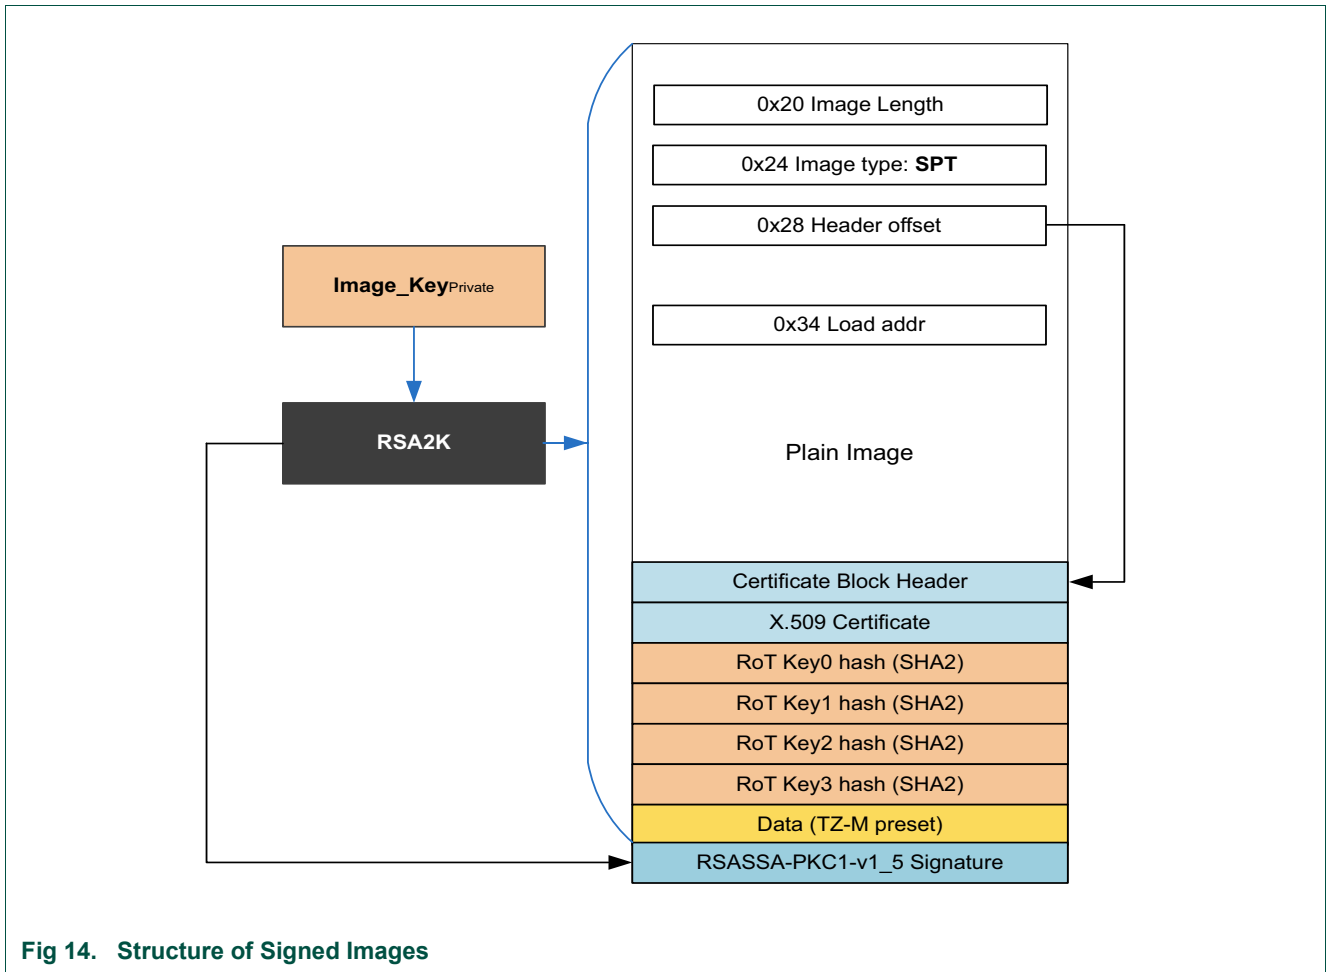 0x20 Image Length
0x24 Image type: SPT
0x28 Header offset
Image_KeyPrivate
0x34 Load addr
RSA2K
Plain Image
Certificate Block Header
X.509 Certificate
RoT Key0 hash (SHA2)
RoT Key1 hash (SHA2)
RoT Key2 hash (SHA2)
RoT Key3 hash (SHA2)
Data (TZ-M preset)
RSASSA-PKC1-v1_5 Signature
Fig 14. Structure of Signed Images